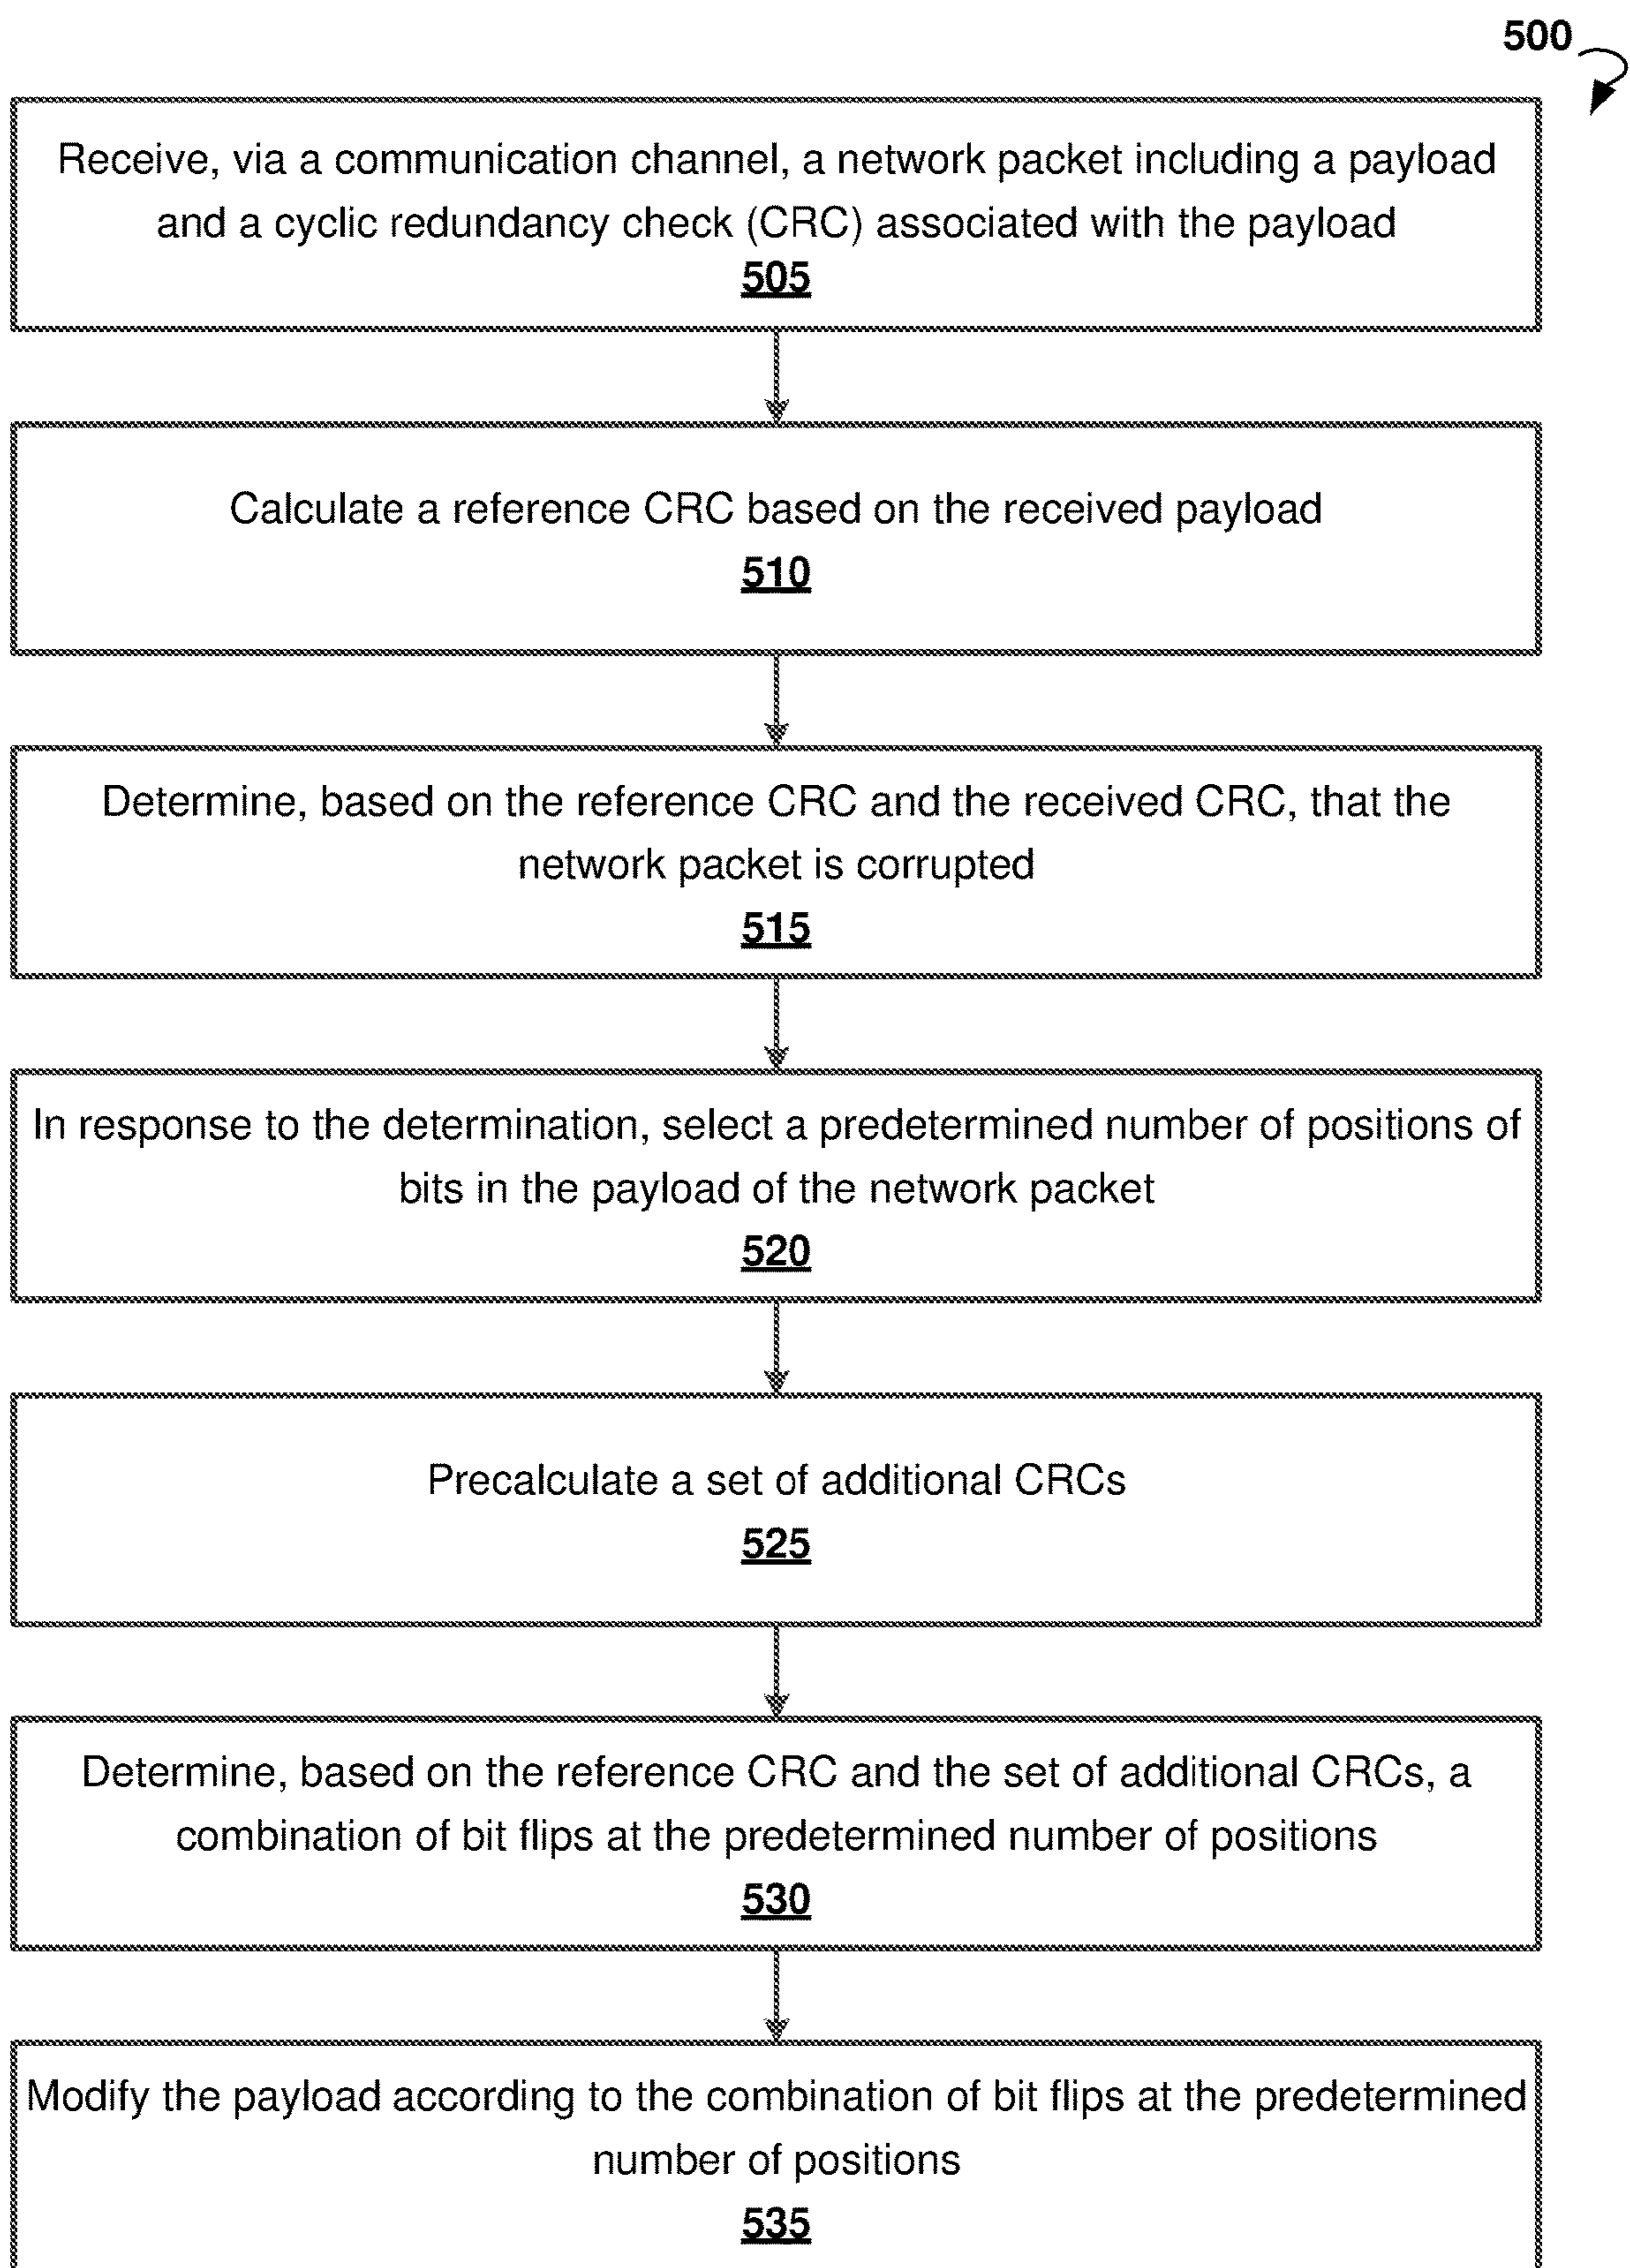 500
Receive, via a communication channel, a network packet including a payload
and a cyclic redundancy check (CRC) associated with the payload
505
Calculate a reference CRC based on the received payload
510
Determine, based on the reference CRC and the received CRC, that the
network packet is corrupted
515
In response to the determination, select a predetermined number of positions of
bits in the payload of the network packet
520
Precalculate a set of additional CRCs
525
Determine, based on the reference CRC and the set of additional CRCs, a
combination of bit flips at the predetermined number of positions
530
Modify the payload according to the combination of bit flips at the predetermined
number of positions
535